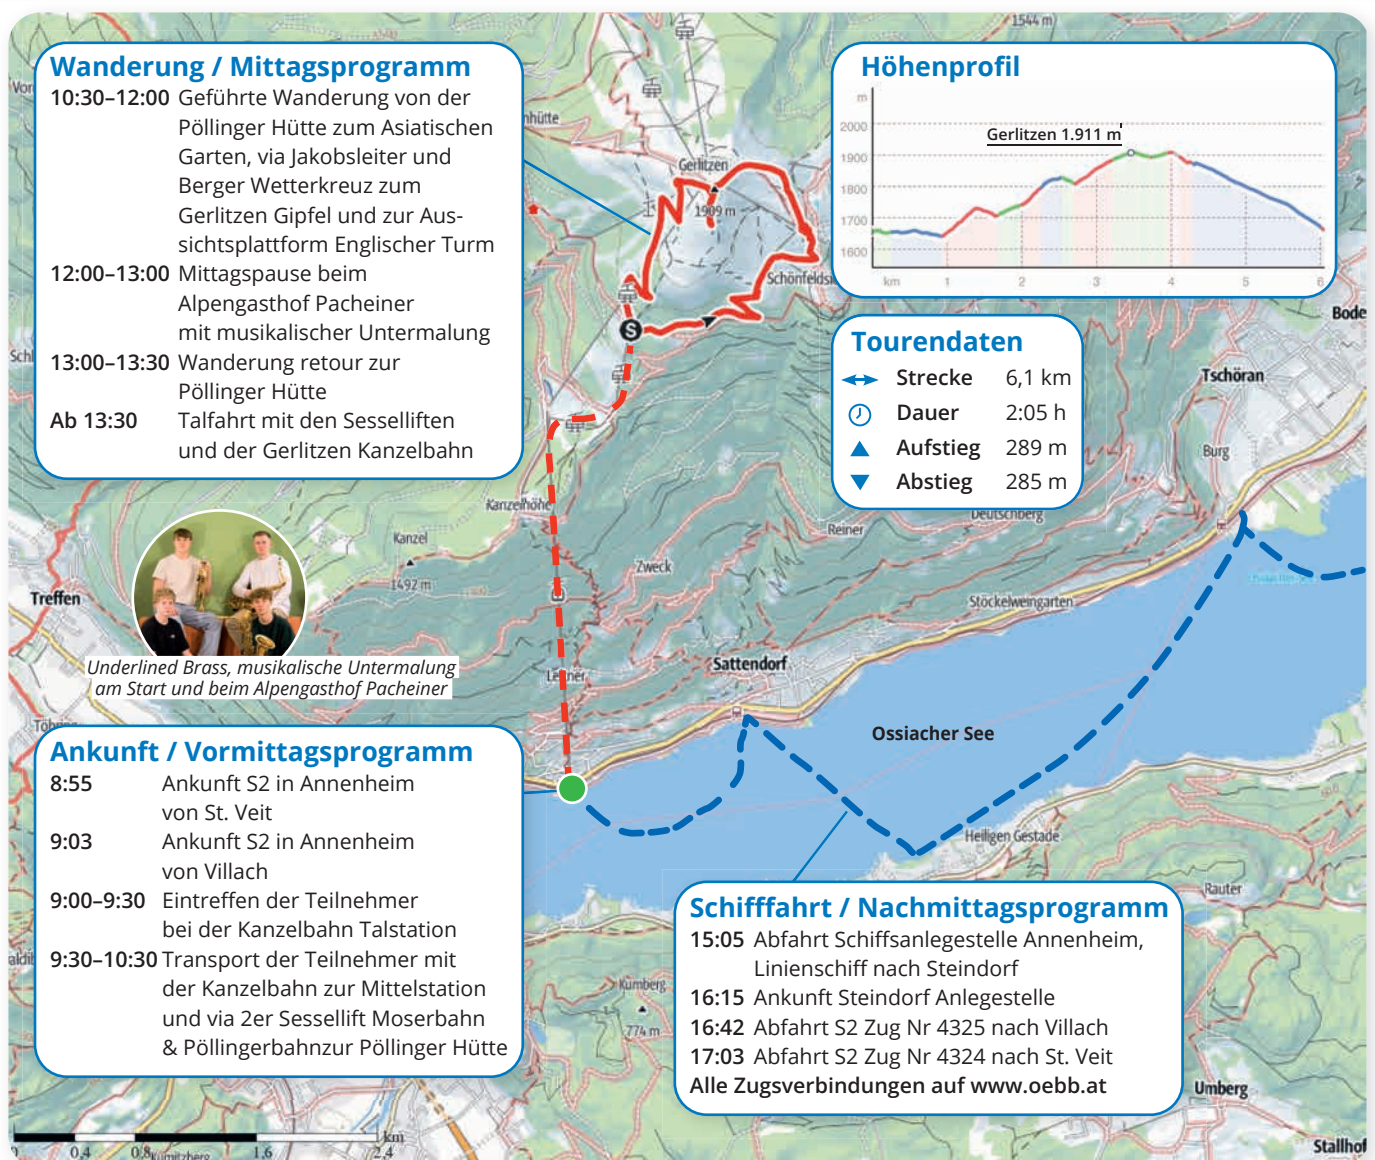 Wanderung / Mittagsprogramm
10:30–12:00 Geführte Wanderung von der
Pöllinger Hütte zum Asiatischen
Garten, via Jakobsleiter und
Berger Wetterkreuz zum
Gerlitzen Gipfel und zur Aus-
sichtsplattform Englischer Turm
12:00–13:00 Mittagspause beim
Alpengasthof Pacheiner
mit musikalischer Untermalung
13:00–13:30 Wanderung retour zur
Pöllinger Hütte
Ab 13:30 Talfahrt mit den Sesselliften
und der Gerlitzen Kanzelbahn
Höhenprofil
m
2000
1900
1800
1700
1600
Gerlitzen 1.911 m
km 1 2 3 4 5 6
Tourendaten
Strecke 6,1 km
Dauer 2:05 h
Aufstieg 289 m
Abstieg 285 m
1544 m)
nhütte
Gerlitzen
1909 m
S
Bode
Tschöran
Burg
Deutschberg
Reiner
Kanzelhöhe
Kanzel
1492 m
Zweck
Treffen
Stöckelweingarten
Sattendorf
Ossiacher See
Heiligen Gestade
Rauter
Kumberg
774 m
Umberg
Stallhof
Kumitzberg
Underlined Brass, musikalische Untermalung
am Start und beim Alpengasthof Pacheiner
Ankunft / Vormittagsprogramm
8:55 Ankunft S2 in Annenheim
von St. Veit
9:03 Ankunft S2 in Annenheim
von Villach
9:00–9:30 Eintreffen der Teilnehmer
bei der Kanzelbahn Talstation
9:30–10:30 Transport der Teilnehmer mit
der Kanzelbahn zur Mittelstation
und via 2er Sessellift Moserbahn
& Pöllingerbahnzur Pöllinger Hütte
Schifffahrt / Nachmittagsprogramm
15:05 Abfahrt Schiffsanlegestelle Annenheim,
Linienschiff nach Steindorf
16:15 Ankunft Steindorf Anlegestelle
16:42 Abfahrt S2 Zug Nr 4325 nach Villach
17:03 Abfahrt S2 Zug Nr 4324 nach St. Veit
Alle Zugsverbindungen auf www.oebb.at
km
0 0,4 0,8 1,6 2,4